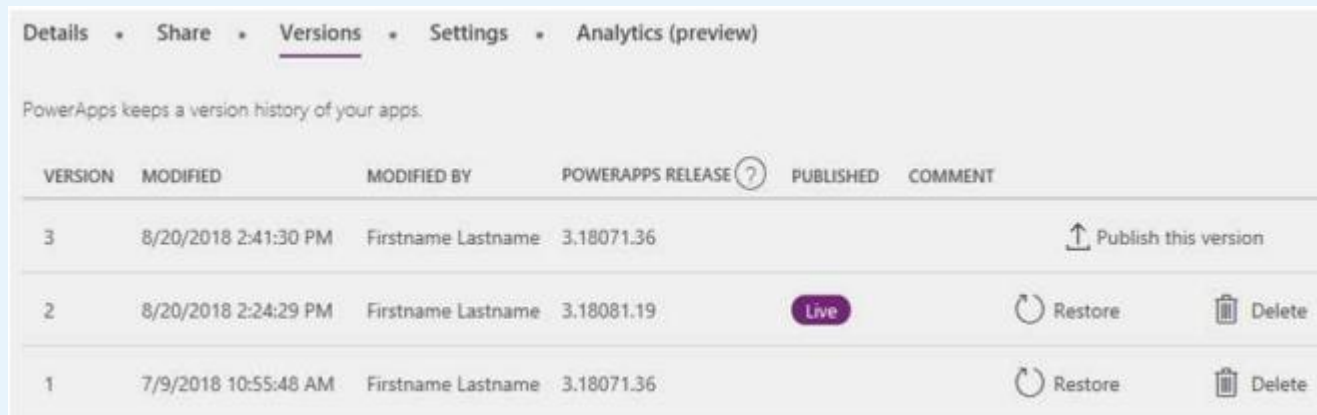 Details • Share • Versions • Settings • Analytics (preview)
PowerApps keeps a version history of your apps.
VERSION MODIFIED MODIFIED BY POWERAPPS RELEASE ? PUBLISHED COMMENT
3 8/20/2018 2:41:30 PM Firstname Lastname 3.18071.36 Publish this version
2 8/20/2018 2:24:29 PM Firstname Lastname 3.18081.19 Live Restore Delete
1 7/9/2018 10:55:48 AM Firstname Lastname 3.18071.36 Restore Delete